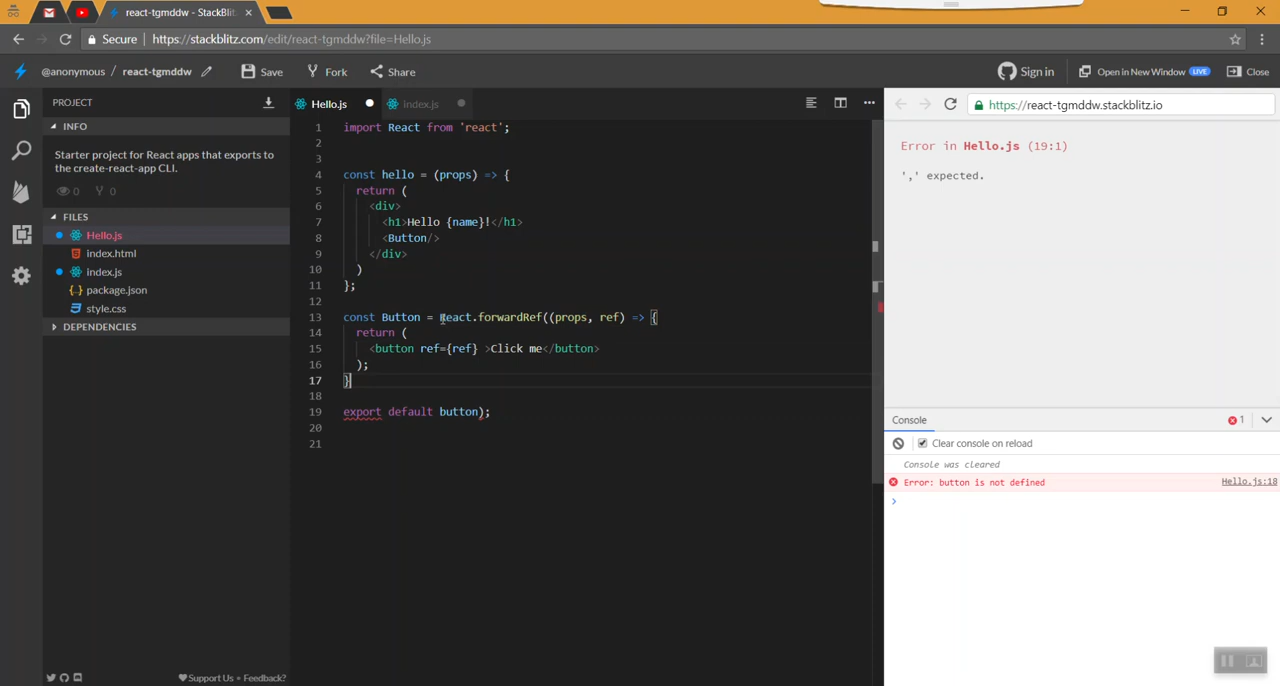 react-tgmddw - StackBlit
Secure | https://stackblitz.com/edit/react-tgmddw?file=Hello.js
@anonymous / react-tgmddw Save Fork Share Sign in Open in New Window LIVE Close
PROJECT
INFO
Starter project for React apps that exports to
the create-react-app CLI.
0 0
FILES
Hello.js
index.html
index.js
package.json
style.css
DEPENDENCIES
Support Us • Feedback?
Hello.js index.js
1 import React from 'react';
2
3
4 const hello = (props) => {
5 return (
6 <div>
7 <h1>Hello {name}!</h1>
8 <Button/>
9 </div>
10 )
11 };
12
13 const Button = React.forwardRef((props, ref) => {
14 return (
15 <button ref={ref} >Click me</button>
16 );
17 }
18
19 export default button);
20
21
https://react-tgmddw.stackblitz.io
Error in Hello.js (19:1)
',' expected.
Console 1
Clear console on reload
Console was cleared
Error: button is not defined Hello.js:18